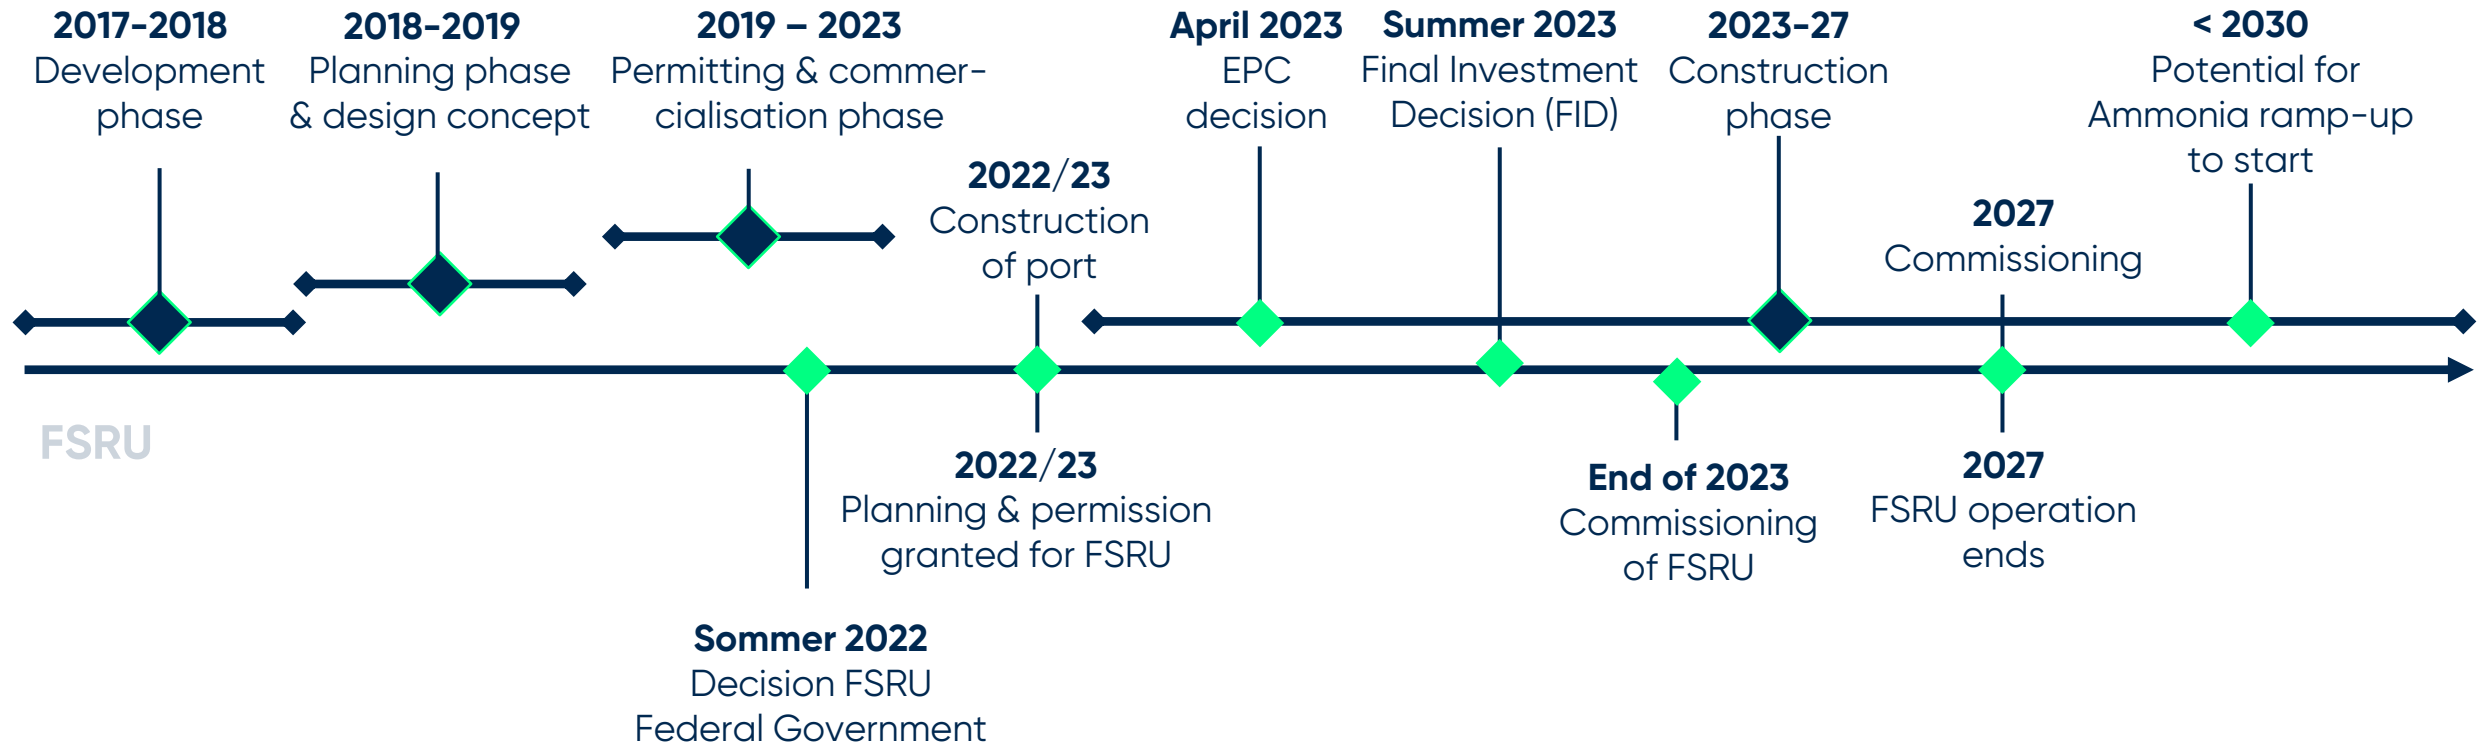 2017-2018
Development
phase
2018-2019
Planning phase
& design concept
2019 – 2023
Permitting & commer-
cialisation phase
2022/23
Construction
of port
April 2023
EPC
decision
Summer 2023
Final Investment
Decision (FID)
2023-27
Construction
phase
2027
Commissioning
< 2030
Potential for
Ammonia ramp-up
to start
FSRU
Sommer 2022
Decision FSRU
Federal Government
2022/23
Planning & permission
granted for FSRU
End of 2023
Commissioning
of FSRU
2027
FSRU operation
ends